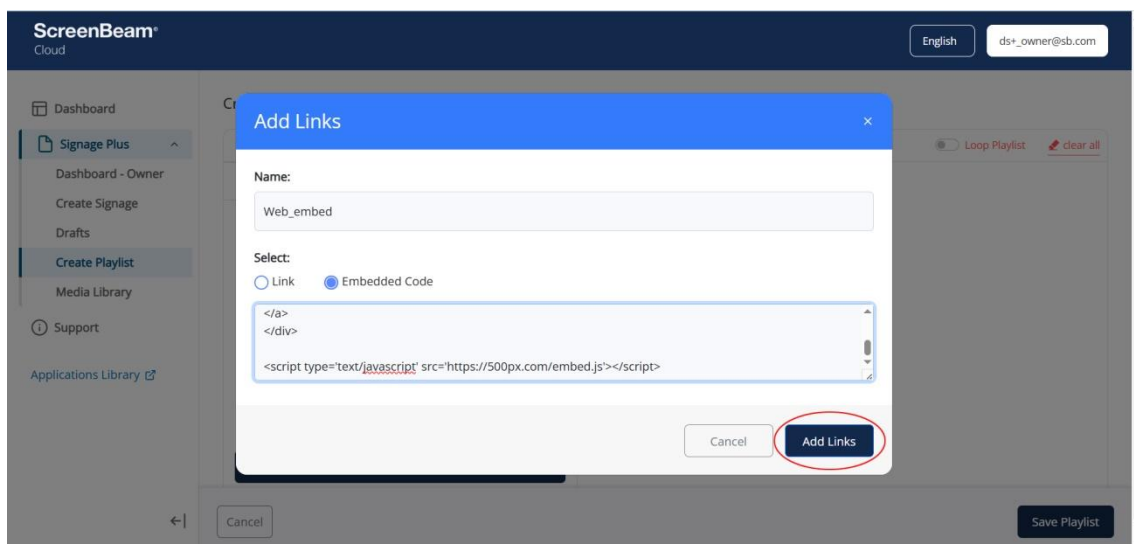 ScreenBeam®
Cloud
English
ds+_owner@sb.com
Dashboard
Signage Plus
Dashboard - Owner
Create Signage
Drafts
Create Playlist
Media Library
Support
Applications Library
Loop Playlist
clear all
Add Links
×
Name:
Web_embed
Select:
Link
Embedded Code
</a>
</div>
<script type='text/javascript' src='https://500px.com/embed.js'></script>
Cancel
Add Links
Cancel
Save Playlist